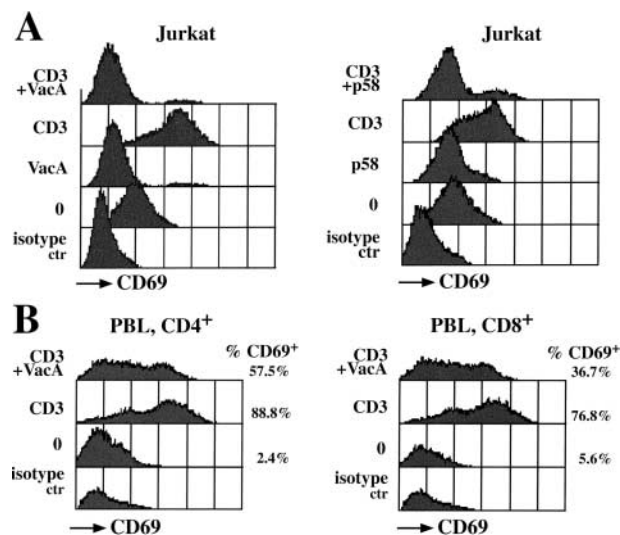 A
Jurkat
CD3
+VacA
CD3
VacA
0
isotype
ctr
CD69
Jurkat
CD3
+p58
CD3
p58
0
isotype
ctr
CD69
B
PBL, CD4+
% CD69+
CD3
+VacA
57.5%
CD3
88.8%
0
2.4%
isotype
ctr
CD69
PBL, CD8+
% CD69+
CD3
+VacA
36.7%
CD3
76.8%
0
5.6%
isotype
ctr
CD69